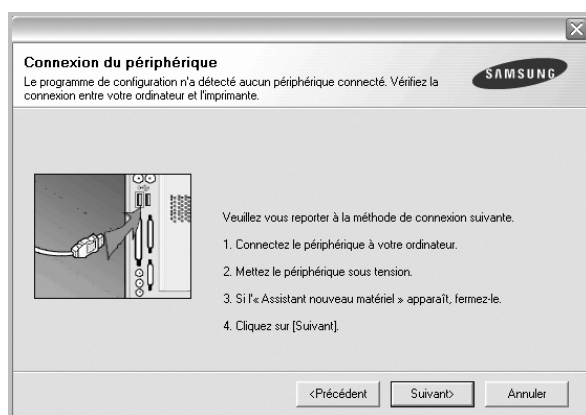 Connexion du périphérique
Le programme de configuration n'a détecté aucun périphérique connecté. Vérifiez la
connexion entre votre ordinateur et l'imprimante.
SAMSUNG
Veuillez vous reporter à la méthode de connexion suivante.
1. Connectez le périphérique à votre ordinateur.
2. Mettez le périphérique sous tension.
3. Si l'« Assistant nouveau matériel » apparaît, fermez-le.
4. Cliquez sur [Suivant].
<Précédent
Suivant>
Annuler